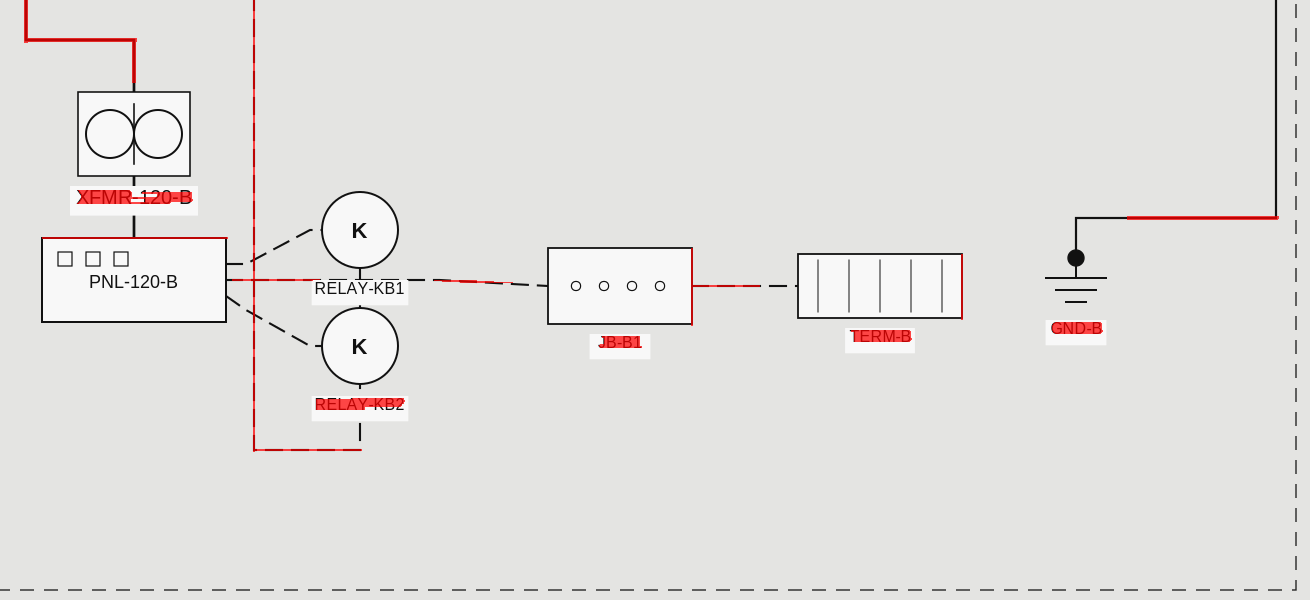 XFMR-120-B
PNL-120-B
K
RELAY-KB1
K
RELAY-KB2
JB-B1
TERM-B
GND-B